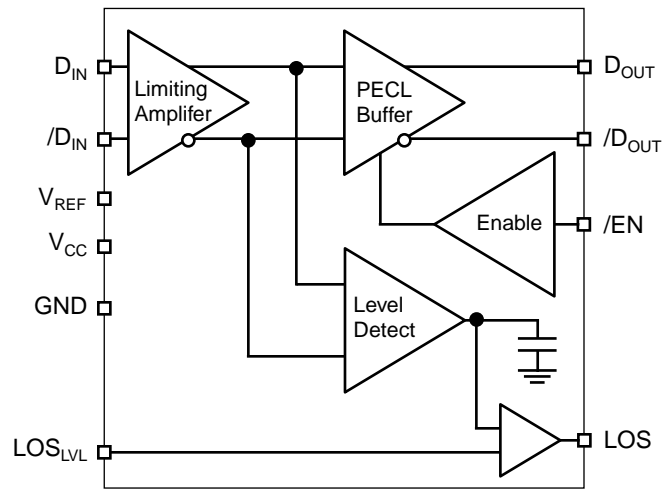 D_IN
/D_IN
V_REF
V_CC
GND
LOS_LVL
Limiting
Amplifer
PECL
Buffer
Enable
Level
Detect
D_OUT
/D_OUT
/EN
LOS